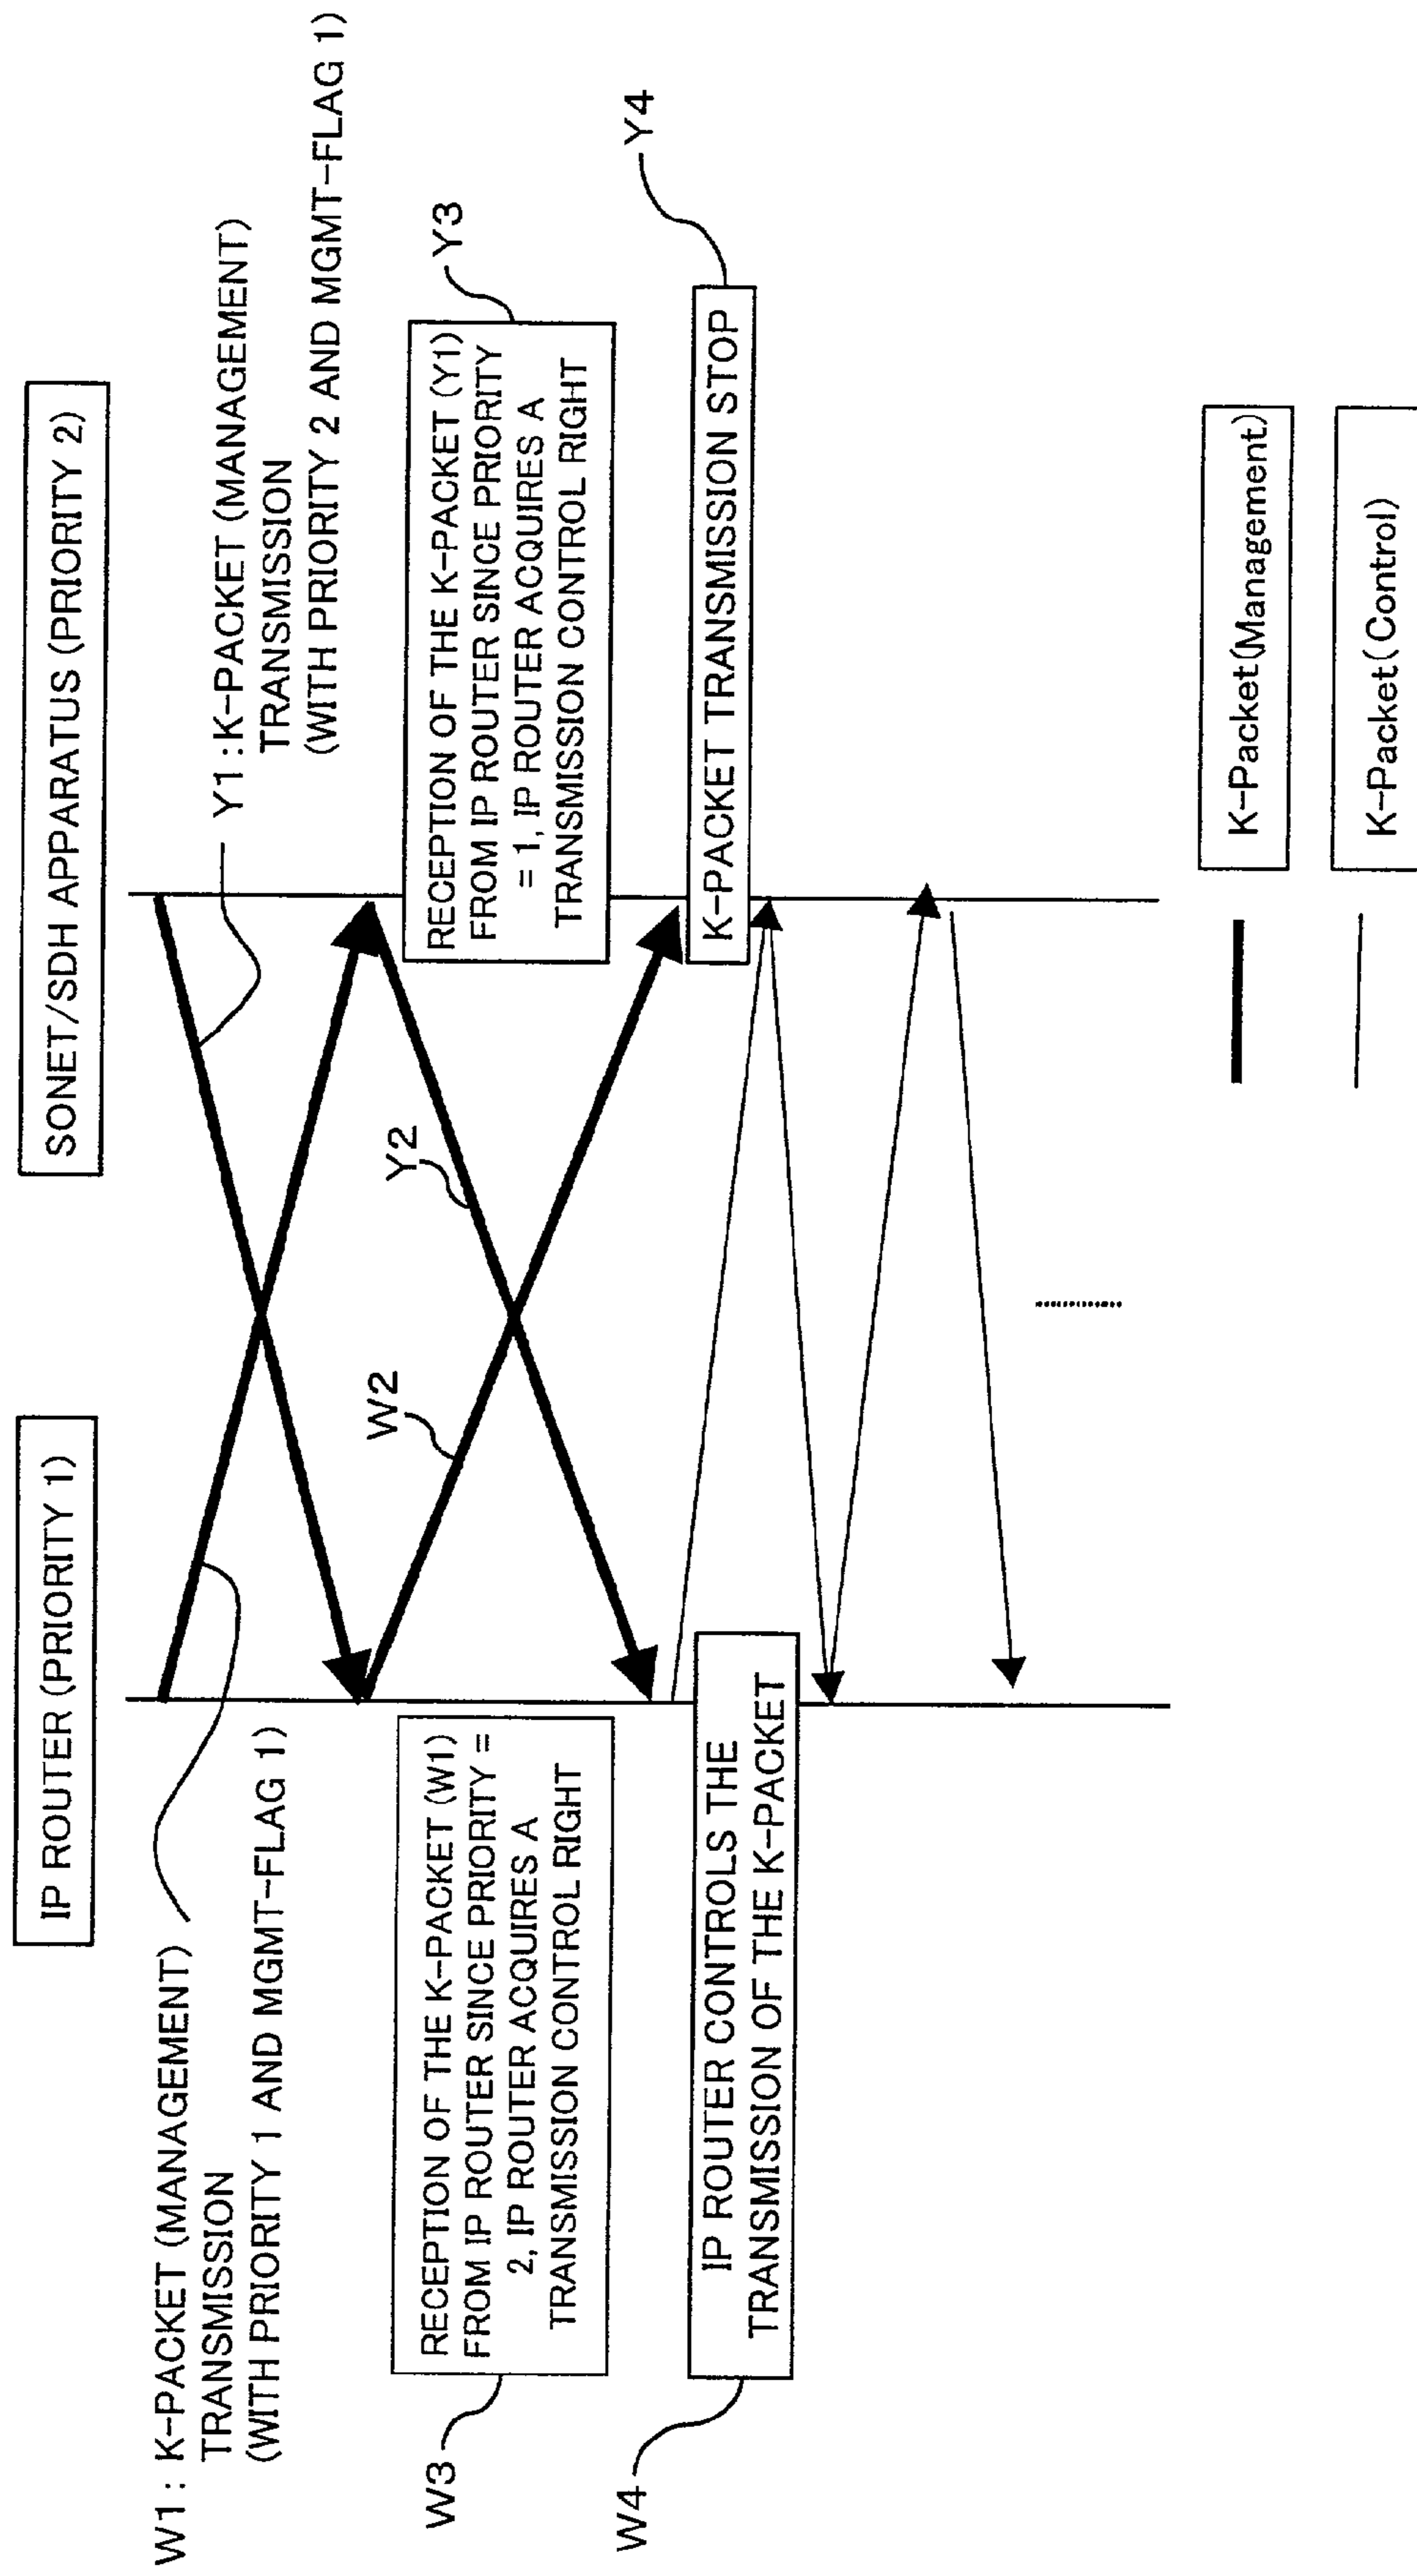 IP ROUTER (PRIORITY 1)
SONET/SDH APPARATUS (PRIORITY 2)
W1 : K-PACKET (MANAGEMENT)
TRANSMISSION
(WITH PRIORITY 1 AND MGMT-FLAG 1)
Y1 :K-PACKET (MANAGEMENT)
TRANSMISSION
(WITH PRIORITY 2 AND MGMT-FLAG 1)
W2
Y2
W3
RECEPTION OF THE K-PACKET (W1)
FROM IP ROUTER SINCE PRIORITY =
2, IP ROUTER ACQUIRES A
TRANSMISSION CONTROL RIGHT
RECEPTION OF THE K-PACKET (Y1)
FROM IP ROUTER SINCE PRIORITY
= 1, IP ROUTER ACQUIRES A
TRANSMISSION CONTROL RIGHT
Y3
W4
IP ROUTER CONTROLS THE
TRANSMISSION OF THE K-PACKET
K-PACKET TRANSMISSION STOP
Y4
K-Packet(Management)
K-Packet(Control)